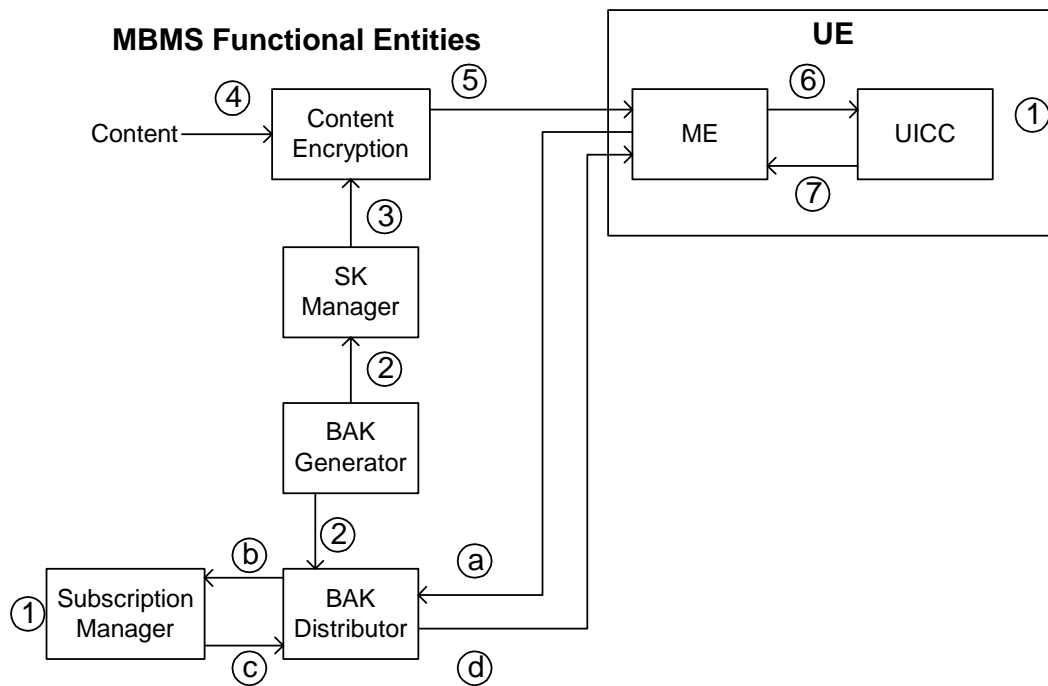 MBMS Functional Entities
UE
4
5
6
1
Content
Content
Encryption
ME
UICC
7
3
SK
Manager
2
BAK
Generator
2
b
a
1
Subscription
Manager
BAK
Distributor
c
d